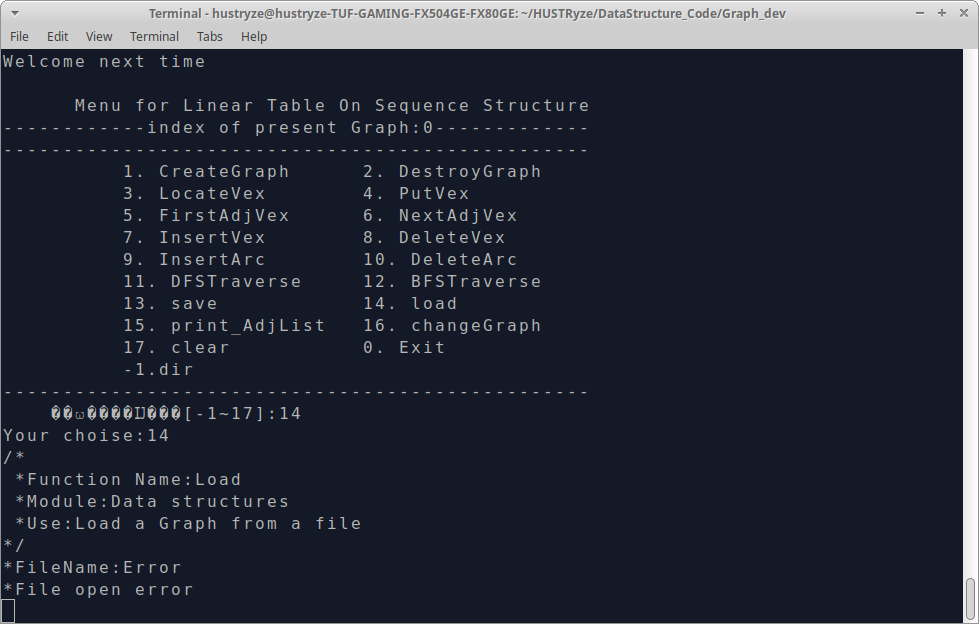 Terminal - hustryze@hustryze-TUF-GAMING-FX504GE-FX80GE: ~/HUSTRyze/DataStructure_Code/Graph_dev
File Edit View Terminal Tabs Help
Welcome next time
Menu for Linear Table On Sequence Structure
------------index of present Graph:0-------------
-------------------------------------------------
1. CreateGraph 2. DestroyGraph
3. LocateVex 4. PutVex
5. FirstAdjVex 6. NextAdjVex
7. InsertVex 8. DeleteVex
9. InsertArc 10. DeleteArc
11. DFSTraverse 12. BFSTraverse
13. save 14. load
15. print_AdjList 16. changeGraph
17. clear 0. Exit
-1.dir
-------------------------------------------------
[-1~17]:14
Your choise:14
/*
*Function Name:Load
*Module:Data structures
*Use:Load a Graph from a file
*/
*FileName:Error
*File open error